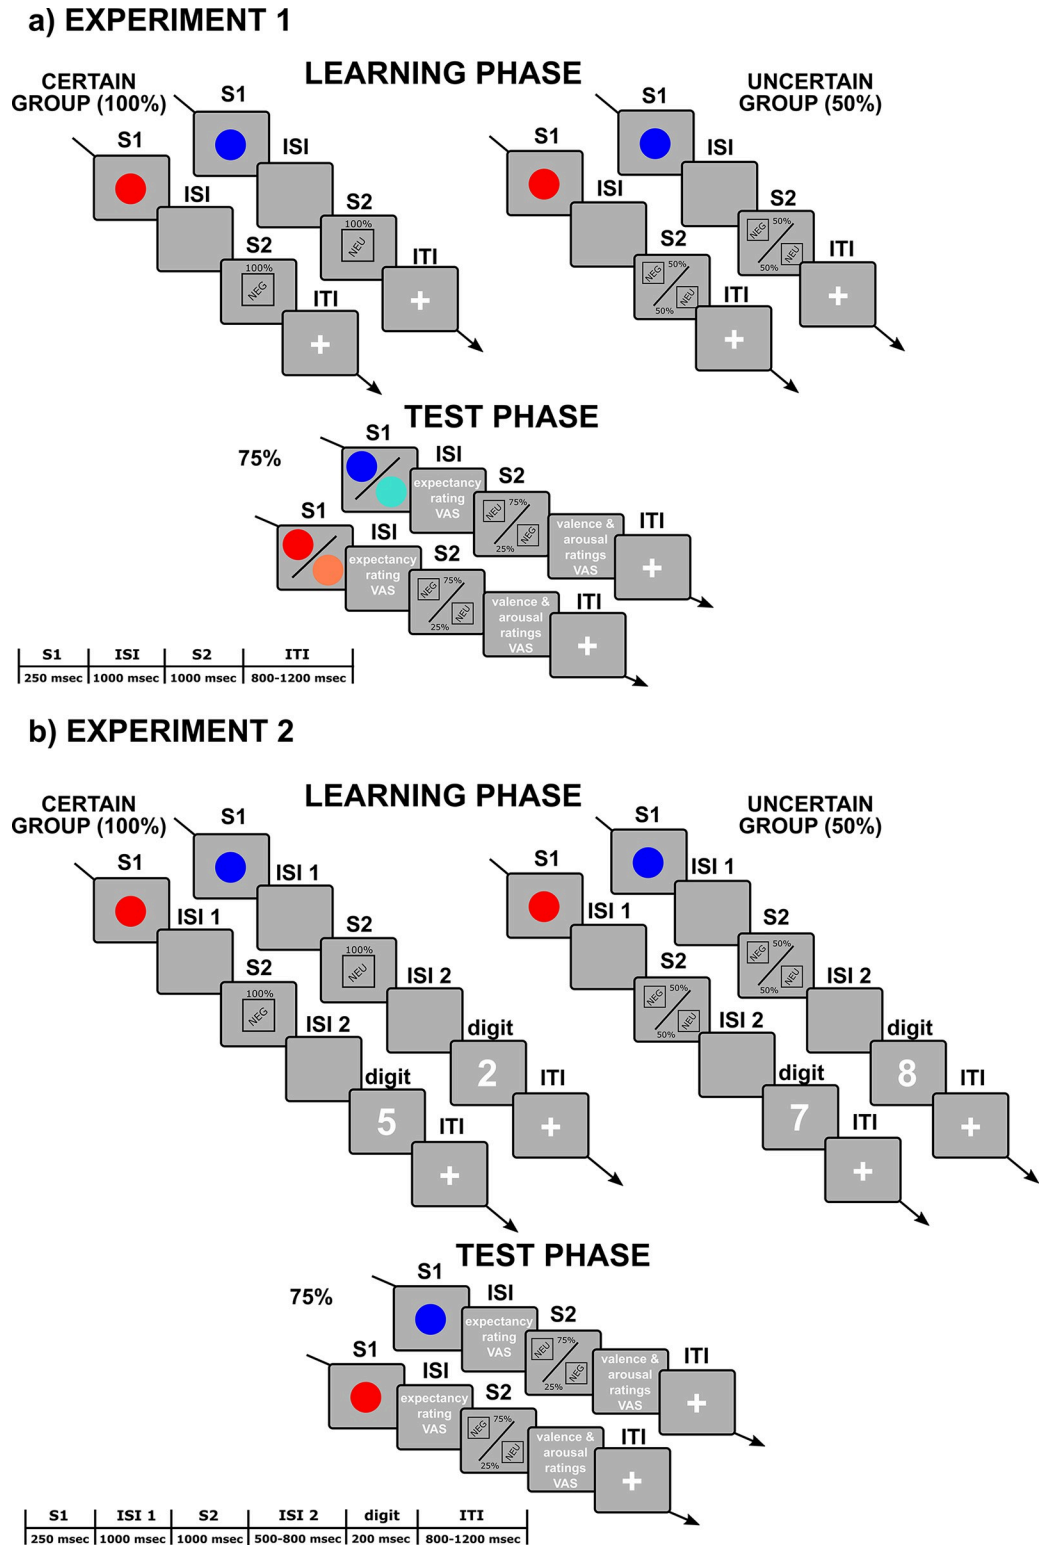 a) EXPERIMENT 1
LEARNING PHASE
CERTAIN
GROUP (100%)
S1
ISI
S2
100%
NEU
ITI
S1
ISI
S2
100%
NEG
ITI
UNCERTAIN
GROUP (50%)
S1
ISI
S2
NEG 50%
50% NEU
ITI
S1
ISI
S2
NEG 50%
50% NEU
ITI
TEST PHASE
75%
S1
ISI
expectancy
rating
VAS
S2
NEU 75%
25% NEG
valence &
arousal
ratings
VAS
ITI
S1
ISI
expectancy
rating
VAS
S2
NEG 75%
25% NEU
valence &
arousal
ratings
VAS
ITI
S1 ISI S2 ITI
250 msec 1000 msec 1000 msec 800-1200 msec
b) EXPERIMENT 2
LEARNING PHASE
CERTAIN
GROUP (100%)
S1
ISI 1
S2
100%
NEU
ISI 2
digit
2
ITI
S1
ISI 1
S2
100%
NEG
ISI 2
digit
5
ITI
UNCERTAIN
GROUP (50%)
S1
ISI 1
S2
NEG 50%
50% NEU
ISI 2
digit
8
ITI
S1
ISI 1
S2
NEG 50%
50% NEU
ISI 2
digit
7
ITI
TEST PHASE
75%
S1
ISI
expectancy
rating
VAS
S2
NEU 75%
25% NEG
valence &
arousal
ratings
VAS
ITI
S1
ISI
expectancy
rating
VAS
S2
NEG 75%
25% NEU
valence &
arousal
ratings
VAS
ITI
S1 ISI 1 S2 ISI 2 digit ITI
250 msec 1000 msec 1000 msec 500-800 msec 200 msec 800-1200 msec